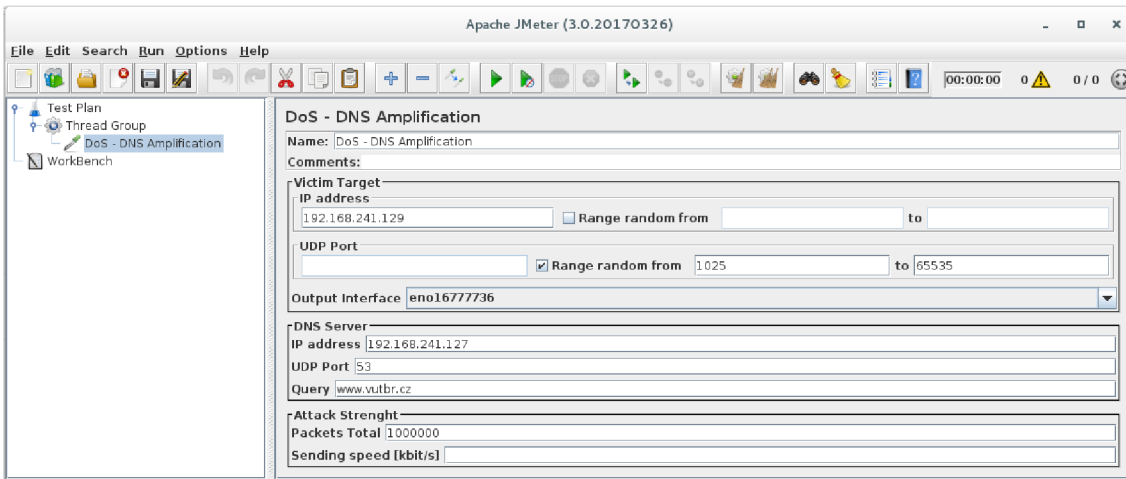 Apache JMeter (3.0.20170326)
File Edit Search Run Options Help
00:00:00 0 0 / 0
Test Plan
Thread Group
DoS - DNS Amplification
WorkBench
DoS - DNS Amplification
Name: DoS - DNS Amplification
Comments:
Victim Target
IP address
192.168.241.129 Range random from to
UDP Port
Range random from 1025 to 65535
Output Interface eno16777736
DNS Server
IP address 192.168.241.127
UDP Port 53
Query www.vutbr.cz
Attack Strenght
Packets Total 1000000
Sending speed [kbit/s]